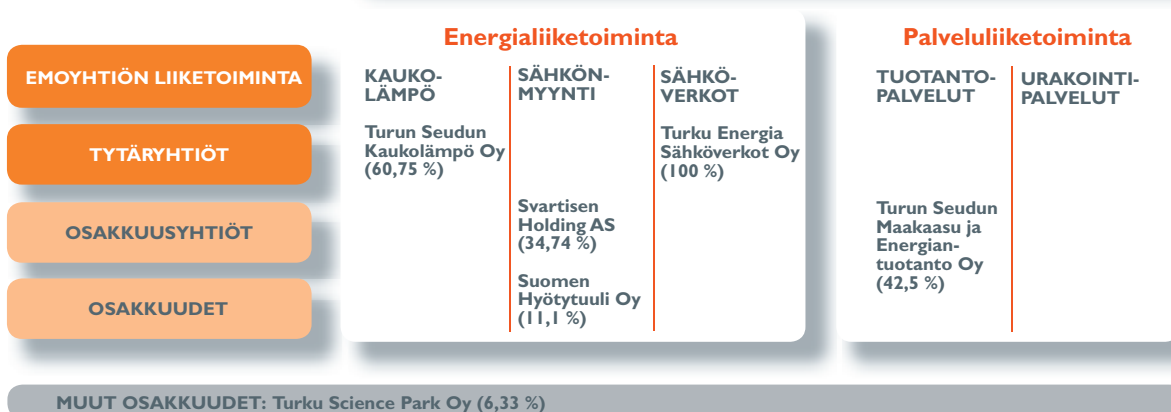 Energialiiketoiminta
Palveluliiketoiminta
EMOYHTIÖN LIIKETOIMINTA
KAUKO-
LÄMPÖ
SÄHKÖN-
MYYNTI
SÄHKÖ-
VERKOT
TUOTANTO-
PALVELUT
URAKOINTI-
PALVELUT
TYTÄRYHTIÖT
Turun Seudun
Kaukolämpö Oy
(60,75 %)
Turku Energia
Sähköverkot Oy
(100 %)
OSAKKUUSYHTIÖT
Svartisen
Holding AS
(34,74 %)
Turun Seudun
Maakaasu ja
Energian-
tuotanto Oy
(42,5 %)
OSAKKUUDET
Suomen
Hyötytuuli Oy
(11,1 %)
MUUT OSAKKUUDET: Turku Science Park Oy (6,33 %)